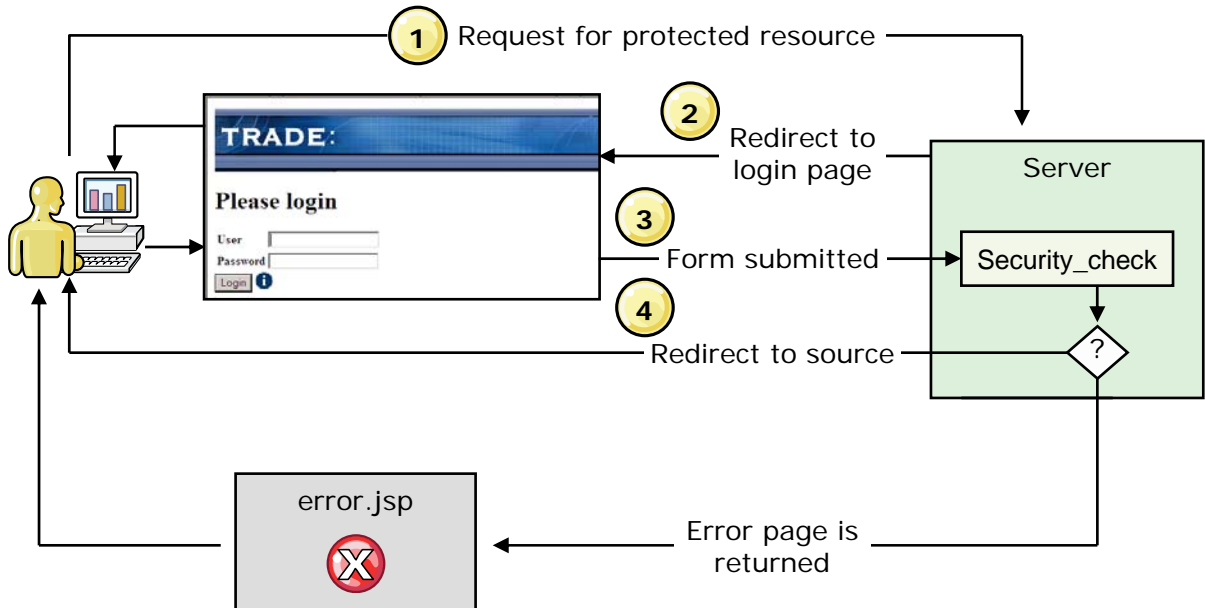 1
Request for protected resource
2
Redirect to
login page
TRADE:
Please login
User
Password
Login
i
3
Form submitted
Server
Security_check
?
4
Redirect to source
error.jsp
X
Error page is
returned